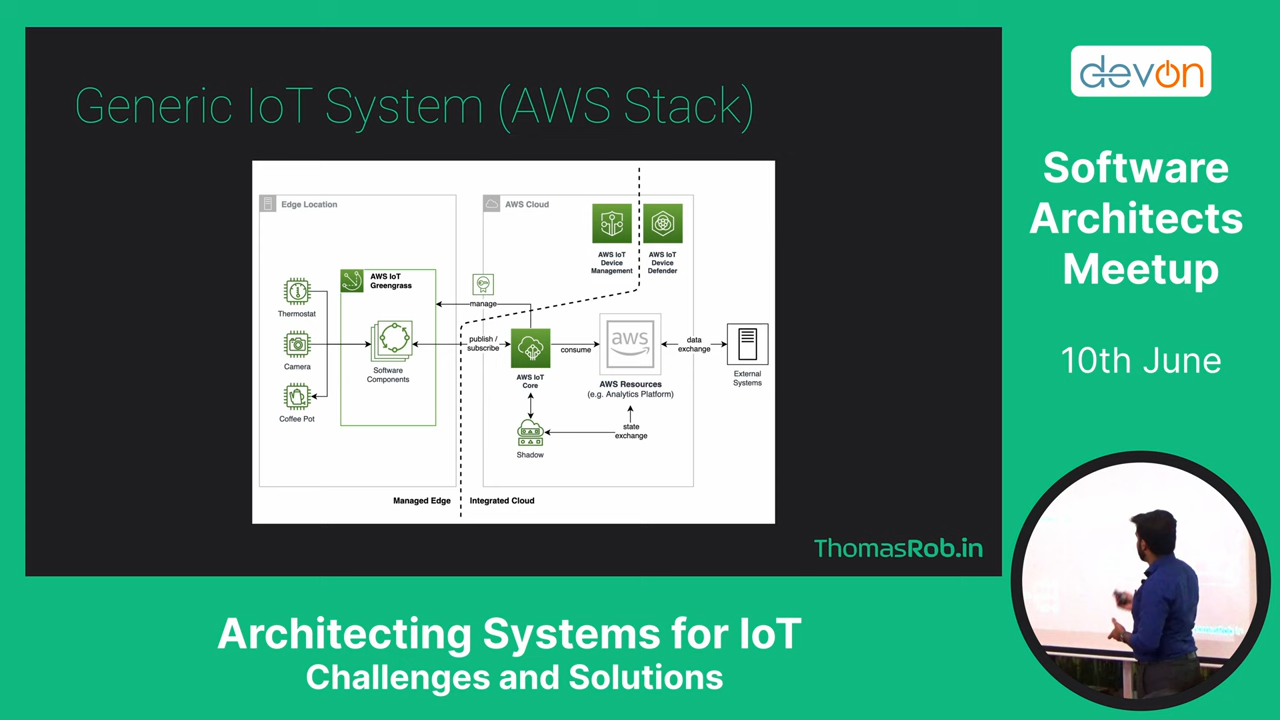 Generic IoT System (AWS Stack)
Edge Location
AWS Cloud
AWS IoT
Device
Management
AWS IoT
Device
Defender
AWS IoT
Greengrass
Thermostat
Camera
Coffee Pot
Software
Components
manage
publish /
subscribe
AWS IoT
Core
consume
aws
AWS Resources
(e.g. Analytics Platform)
data
exchange
External
Systems
state
exchange
Shadow
Managed Edge
Integrated Cloud
ThomasRob.in
devon
Software
Architects
Meetup
10th June
Architecting Systems for IoT
Challenges and Solutions